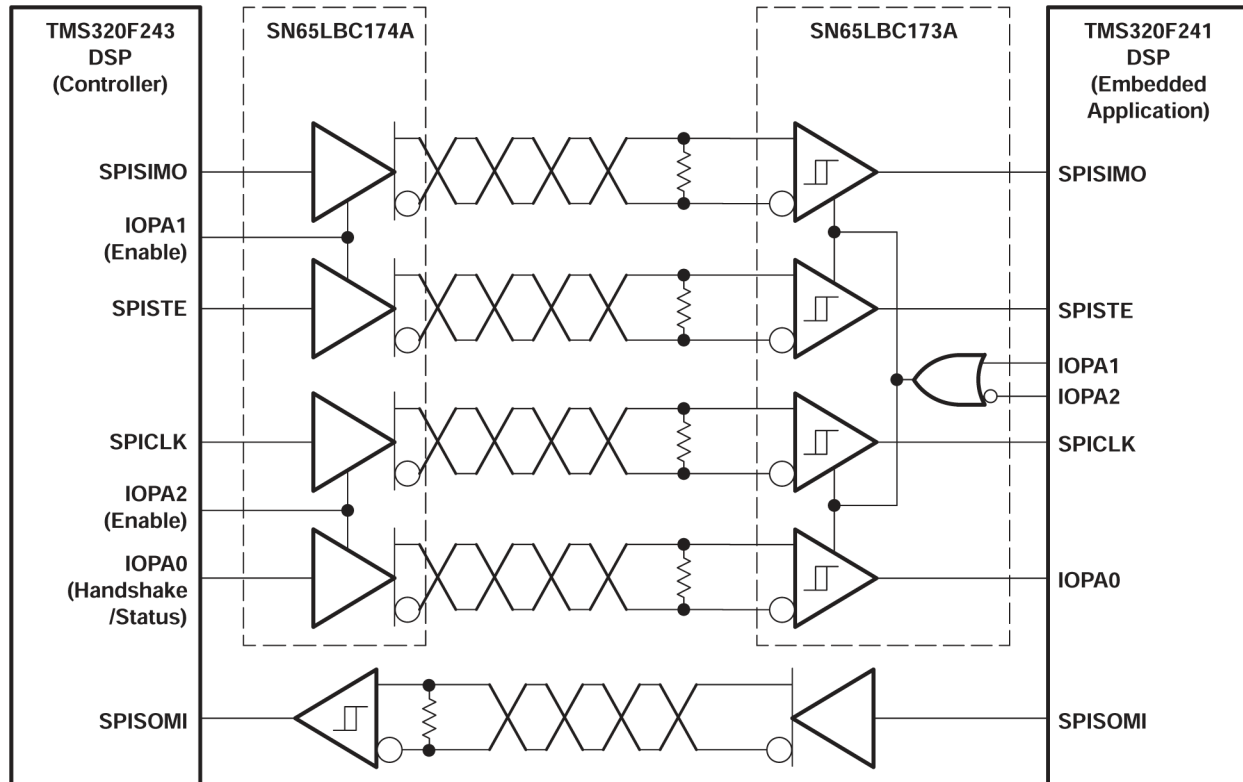 TMS320F243
DSP
(Controller)
SN65LBC174A
SN65LBC173A
TMS320F241
DSP
(Embedded
Application)
SPISIMO
SPISIMO
IOPA1
(Enable)
SPISTE
SPISTE
IOPA1
IOPA2
SPICLK
SPICLK
IOPA2
(Enable)
IOPA0
(Handshake
/Status)
IOPA0
SPISOMI
SPISOMI